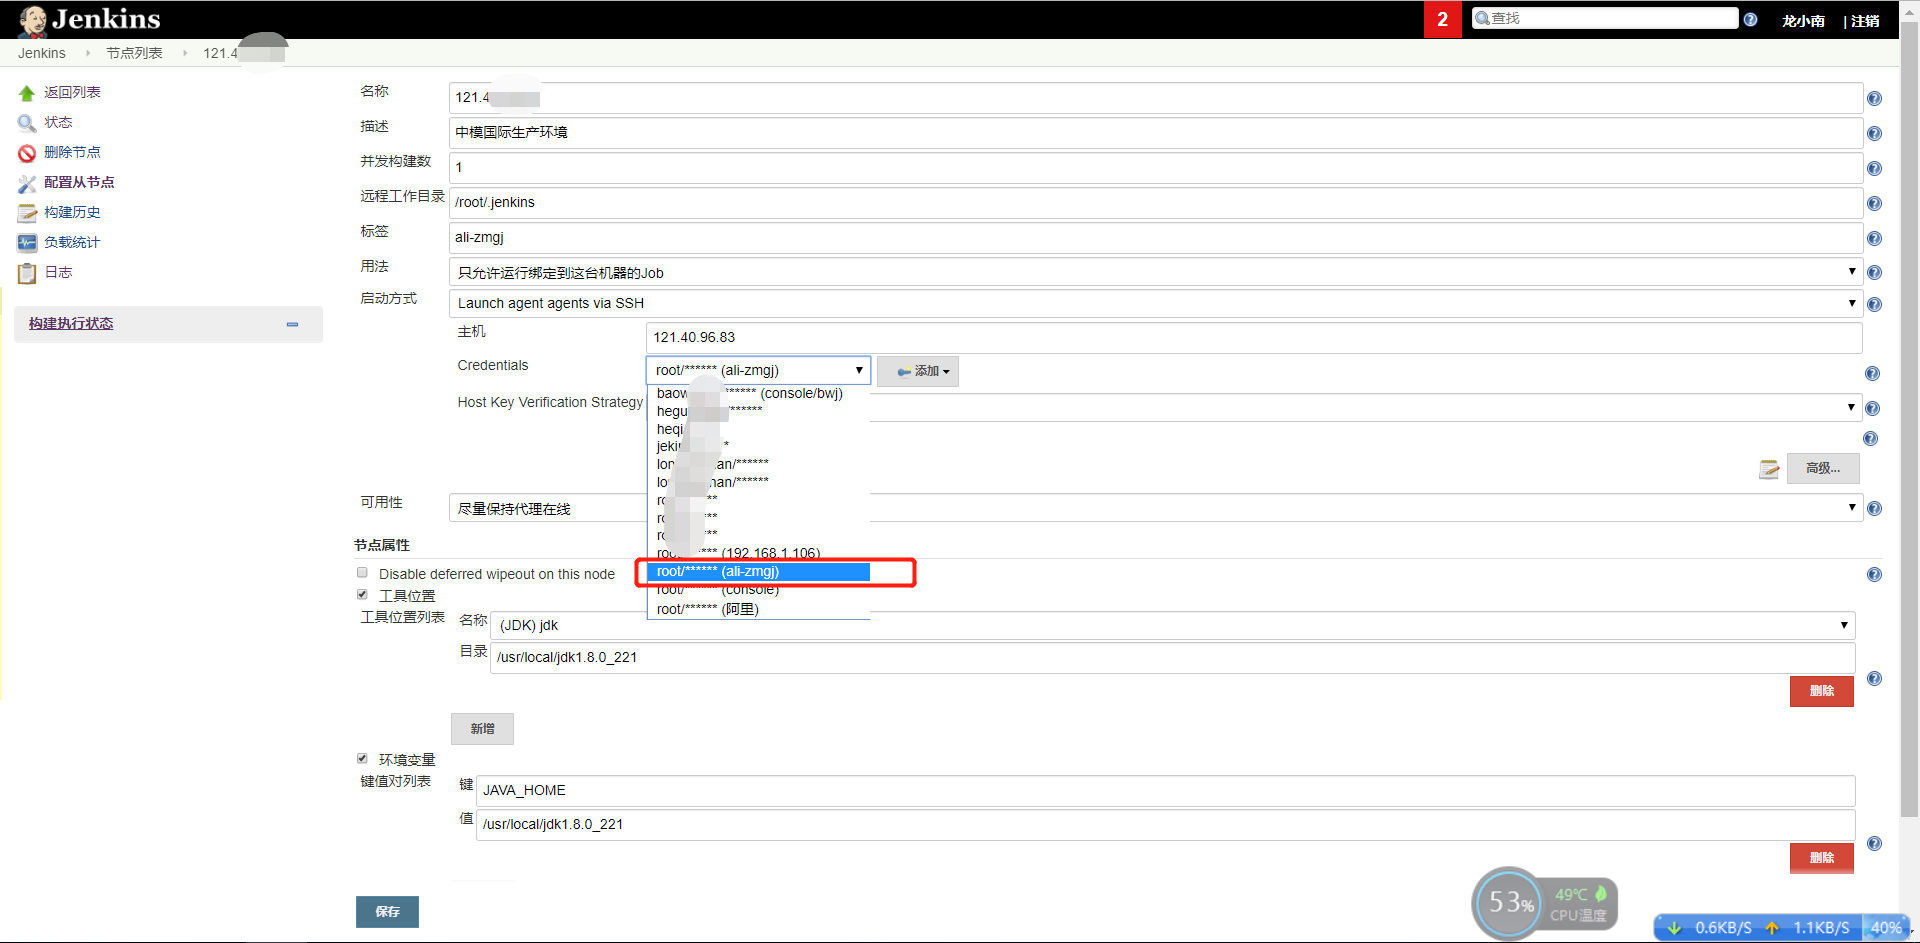 Jenkins
2
查找
龙小南
| 注销
Jenkins
节点列表
121.4
返回列表
状态
删除节点
配置从节点
构建历史
负载统计
日志
构建执行状态
名称
121.4
描述
中模国际生产环境
并发构建数
1
远程工作目录
/root/.jenkins
标签
ali-zmgj
用法
只允许运行绑定到这台机器的Job
启动方式
Launch agent agents via SSH
主机
121.40.96.83
Credentials
root/****** (ali-zmgj)
添加
Host Key Verification Strategy
baow ****** (console/bwj)
hegu /******
heqi
jeki *
lon nan/******
lo nan/******
ro **
ro **
ro **
roo ***** (192.168.1.106)
root/****** (ali-zmgj)
root/****** (console)
root/****** (阿里)
高级...
可用性
尽量保持代理在线
节点属性
Disable deferred wipeout on this node
工具位置
工具位置列表
名称
(JDK) jdk
目录
/usr/local/jdk1.8.0_221
删除
新增
环境变量
键值对列表
键
JAVA_HOME
值
/usr/local/jdk1.8.0_221
删除
保存
53%
49℃
CPU温度
0.6KB/S
1.1KB/S
40%